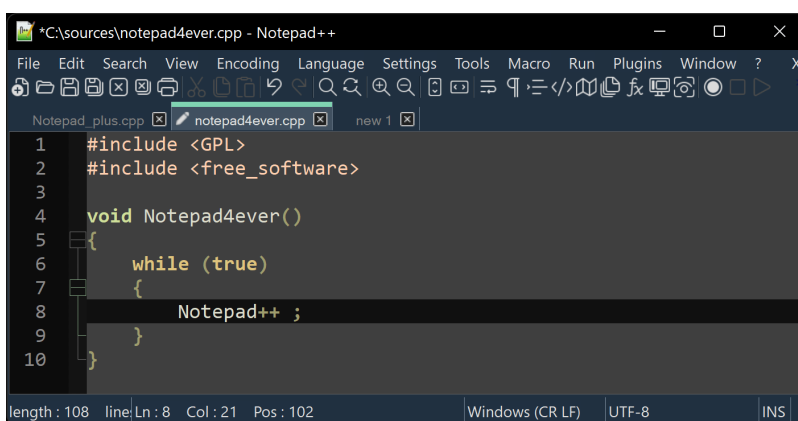 *C:\sources\notepad4ever.cpp - Notepad++
File Edit Search View Encoding Language Settings Tools Macro Run Plugins Window ? X
Notepad_plus.cpp notepad4ever.cpp new 1
1 #include <GPL>
2 #include <free_software>
3
4 void Notepad4ever()
5 {
6 while (true)
7 {
8 Notepad++ ;
9 }
10 }
length : 108 line Ln : 8 Col : 21 Pos : 102 Windows (CR LF) UTF-8 INS